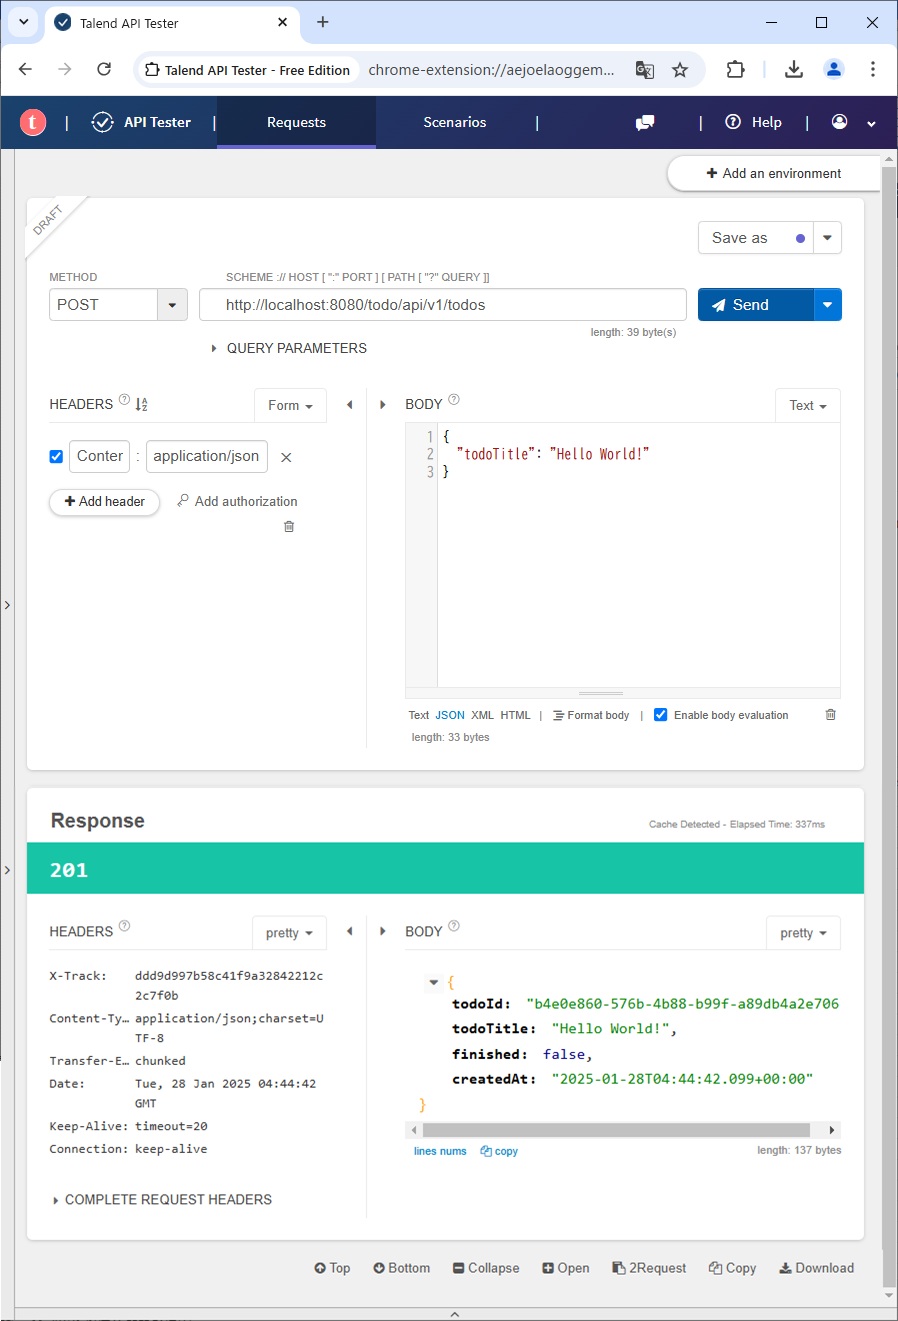 Talend API Tester
Talend API Tester - Free Edition
chrome-extension://aejoelaoggem...
t | API Tester | Requests Scenarios | | Help |
Add an environment
DRAFT
Save as
METHOD
SCHEME :// HOST [ ":" PORT ] [ PATH [ "?" QUERY ]]
POST
http://localhost:8080/todo/api/v1/todos
Send
length: 39 byte(s)
QUERY PARAMETERS
HEADERS
Form
BODY
Text
Conter : application/json
Add header
Add authorization
1 {
2 "todoTitle": "Hello World!"
3 }
Text JSON XML HTML | Format body | Enable body evaluation
length: 33 bytes
Response
Cache Detected - Elapsed Time: 337ms
201
HEADERS
pretty
BODY
pretty
X-Track: ddd9d997b58c41f9a32842212c
2c7f0b
Content-Ty… application/json;charset=U
TF-8
Transfer-E… chunked
Date: Tue, 28 Jan 2025 04:44:42
GMT
Keep-Alive: timeout=20
Connection: keep-alive
{
todoId: "b4e0e860-576b-4b88-b99f-a89db4a2e706
todoTitle: "Hello World!",
finished: false,
createdAt: "2025-01-28T04:44:42.099+00:00"
}
lines nums
copy
length: 137 bytes
COMPLETE REQUEST HEADERS
Top
Bottom
Collapse
Open
2Request
Copy
Download